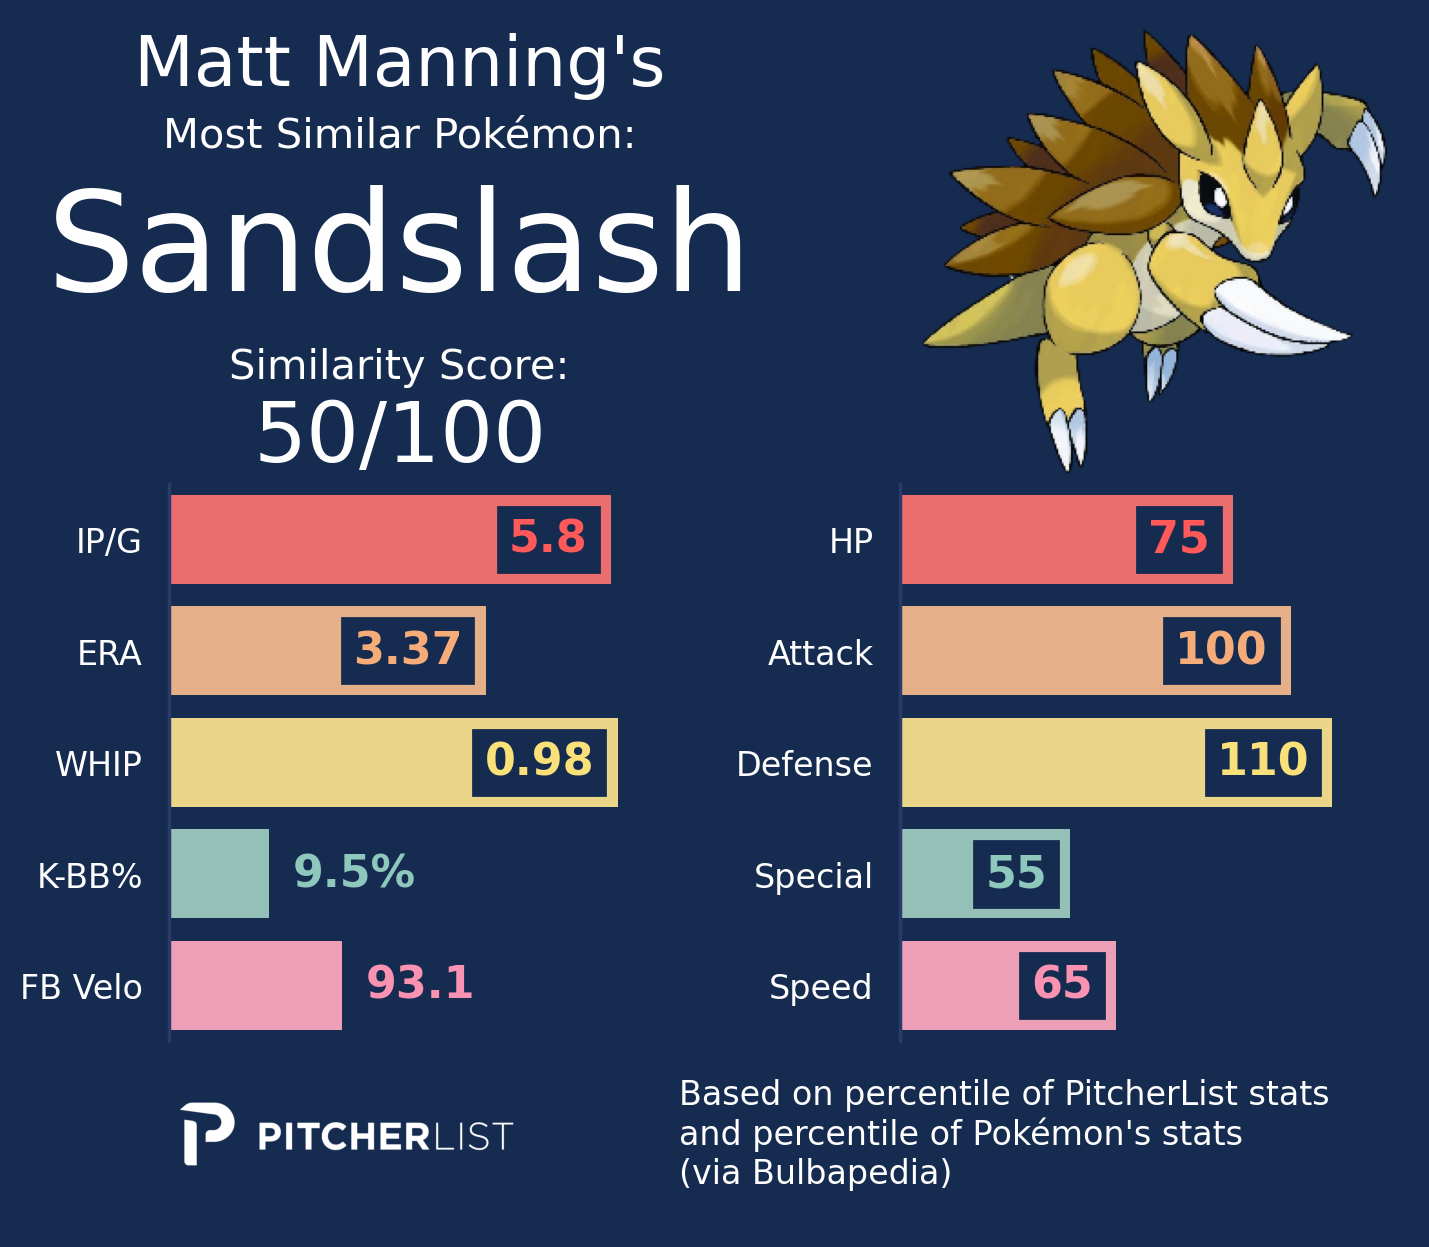 Matt Manning's
Most Similar Pokémon:
Sandslash
Similarity Score:
50/100
IP/G 5.8
ERA 3.37
WHIP 0.98
K-BB% 9.5%
FB Velo 93.1
HP 75
Attack 100
Defense 110
Special 55
Speed 65
PITCHERLIST
Based on percentile of PitcherList stats
and percentile of Pokémon's stats
(via Bulbapedia)